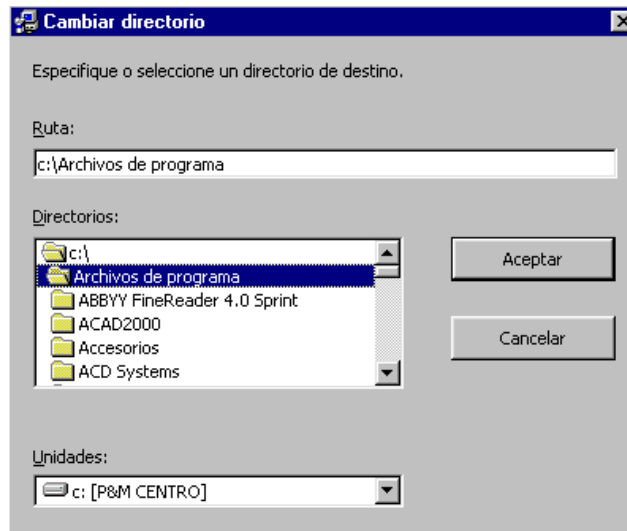 Cambiar directorio
Especifique o seleccione un directorio de destino.
Ruta:
c:\Archivos de programa
Directorios:
c:\
Archivos de programa
ABBYY FineReader 4.0 Sprint
ACAD2000
Accesorios
ACD Systems
Aceptar
Cancelar
Unidades:
c: [P&M CENTRO]